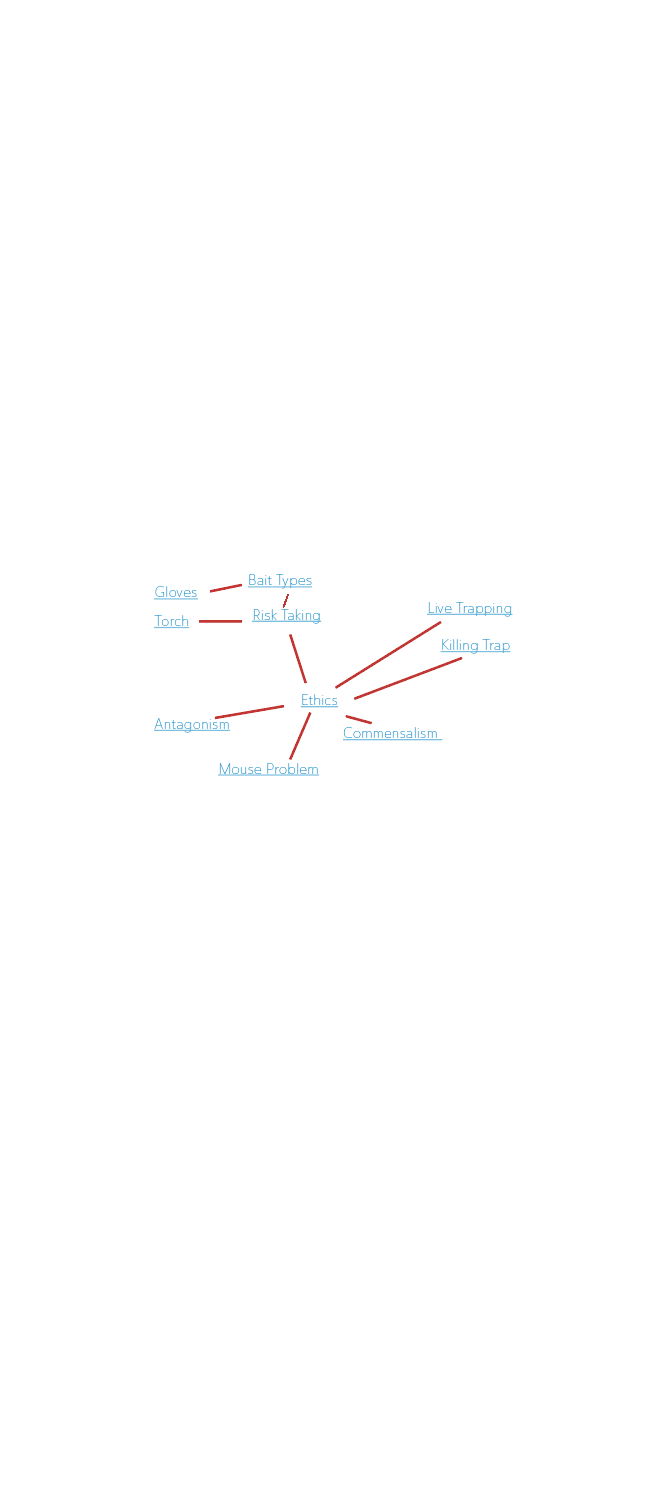 Bait Types
Gloves
Live Trapping
Risk Taking
Torch
Killing Trap
Ethics
Antagonism
Commensalism
Mouse Problem